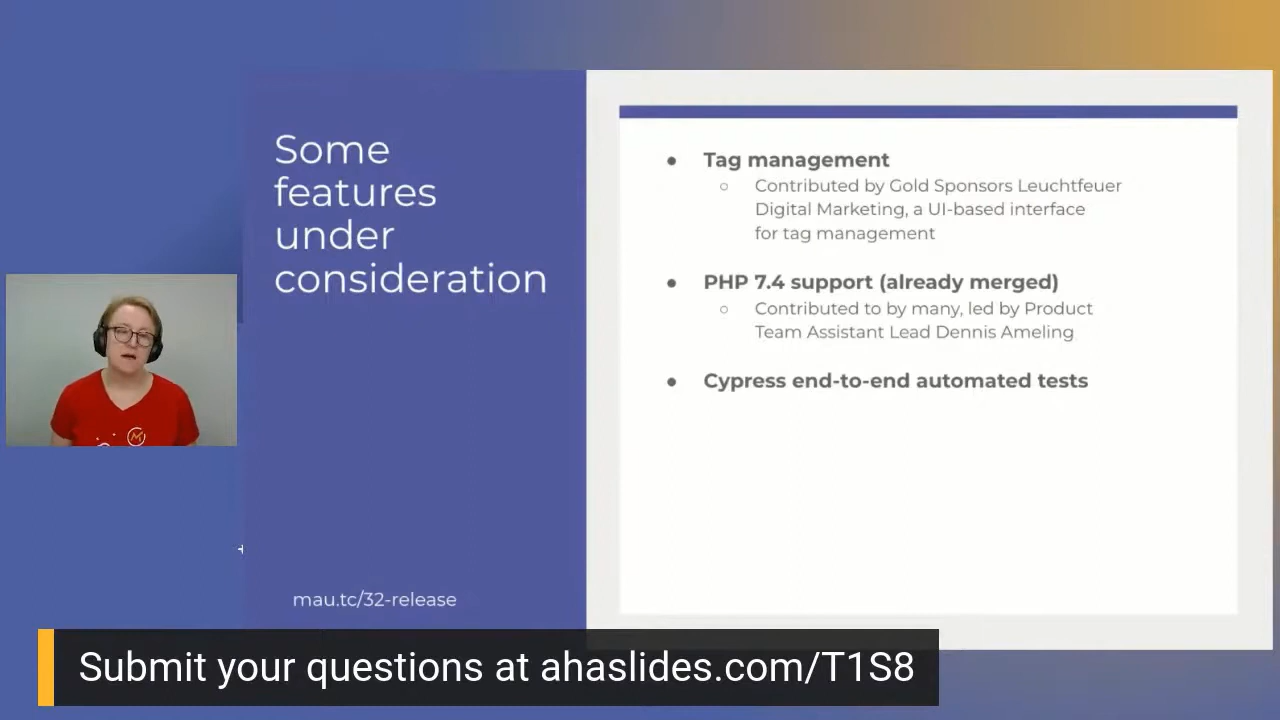 Some
features
under
consideration
mau.tc/32-release
● Tag management
○ Contributed by Gold Sponsors Leuchtfeuer
Digital Marketing, a UI-based interface
for tag management
● PHP 7.4 support (already merged)
○ Contributed to by many, led by Product
Team Assistant Lead Dennis Ameling
● Cypress end-to-end automated tests
Submit your questions at ahaslides.com/T1S8